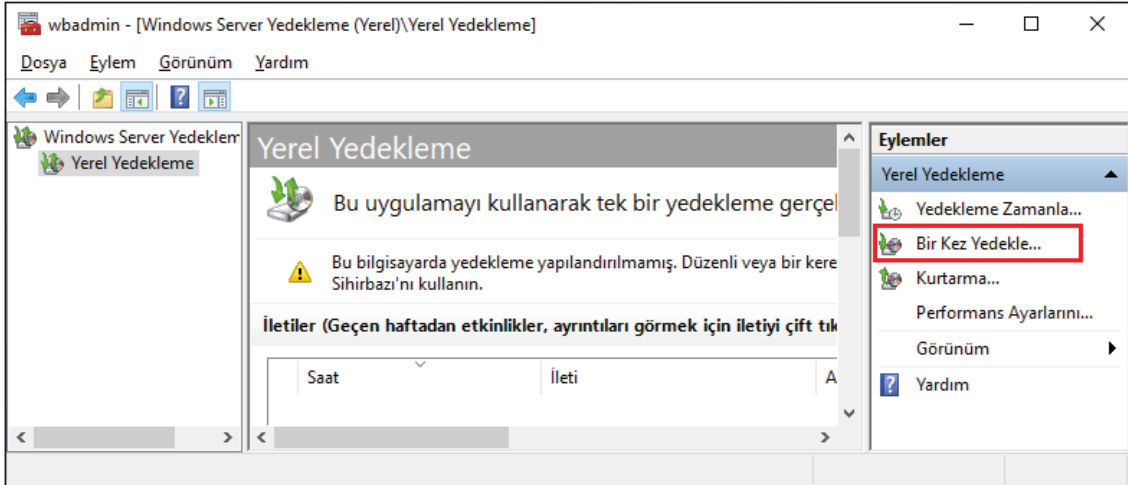 wbadmin - [Windows Server Yedekleme (Yerel)\Yerel Yedekleme]
Dosya Eylem Görünüm Yardım
Windows Server Yedeklem
Yerel Yedekleme
Yerel Yedekleme
Bu uygulamayı kullanarak tek bir yedekleme gerçel
Bu bilgisayarda yedekleme yapılandırılmamış. Düzenli veya bir kere
Sihirbazı'nı kullanın.
İletiler (Geçen haftadan etkinlikler, ayrıntıları görmek için iletiyi çift tık
Saat İleti A
Eylemler
Yerel Yedekleme
Yedekleme Zamanla...
Bir Kez Yedekle...
Kurtarma...
Performans Ayarlarını...
Görünüm
Yardım